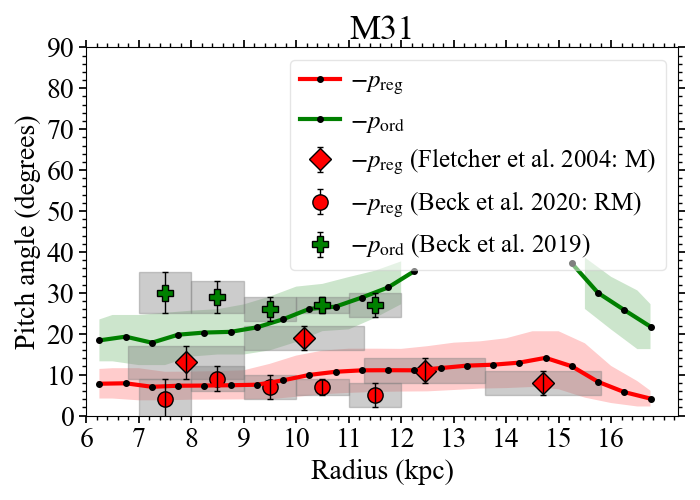 M31
Pitch angle (degrees)
90
80
70
60
50
40
30
20
10
0
−p_reg
−p_ord
−p_reg (Fletcher et al. 2004: M)
−p_reg (Beck et al. 2020: RM)
−p_ord (Beck et al. 2019)
6 7 8 9 10 11 12 13 14 15 16
Radius (kpc)